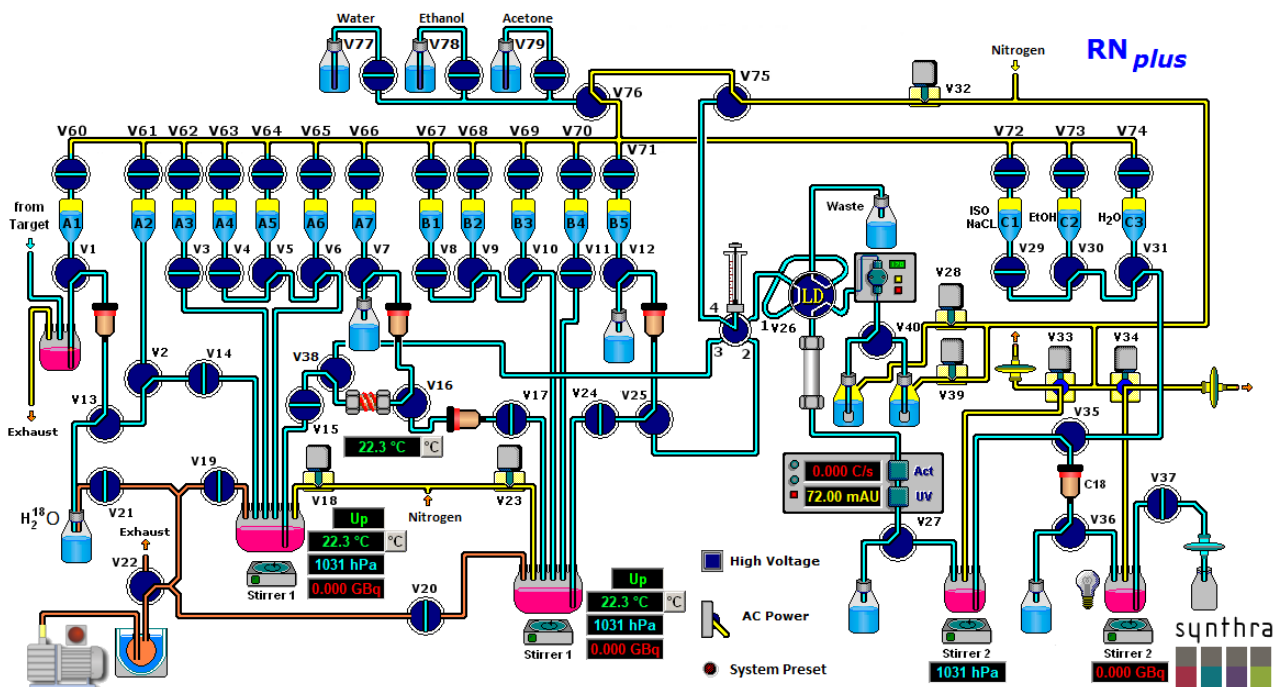 Water Ethanol Acetone
V77 V78 V79
Nitrogen
RN plus
V76 V75 V32
V60 V61 V62 V63 V64 V65 V66 V67 V68 V69 V70 V71 V72 V73 V74
from
Target
A1 A2 A3 A4 A5 A6 A7 B1 B2 B3 B4 B5
Waste
ISO
NaCL
C1
EtOH
C2
H₂O
C3
V1 V3 V4 V5 V6 V7 V8 V9 V10 V11 V12
V29 V30 V31
4 1 3 2
LD
V26
V28
V2 V14 V38 V16 V17 V24 V25
V40
V39
V33 V34
V13
Exhaust
V15
22.3 °C °C
V35
V19 V18 V23
0.000 C/s Act
72.00 mAU UV
C18
V37
H₂¹⁸O
V21
Exhaust
Nitrogen
V27
V36
Up
22.3 °C °C
1031 hPa
0.000 GBq
Stirrer 1
V22
V20
High Voltage
Up
22.3 °C °C
1031 hPa
0.000 GBq
Stirrer 1
AC Power
System Preset
Stirrer 2
1031 hPa
Stirrer 2
0.000 GBq
synthra